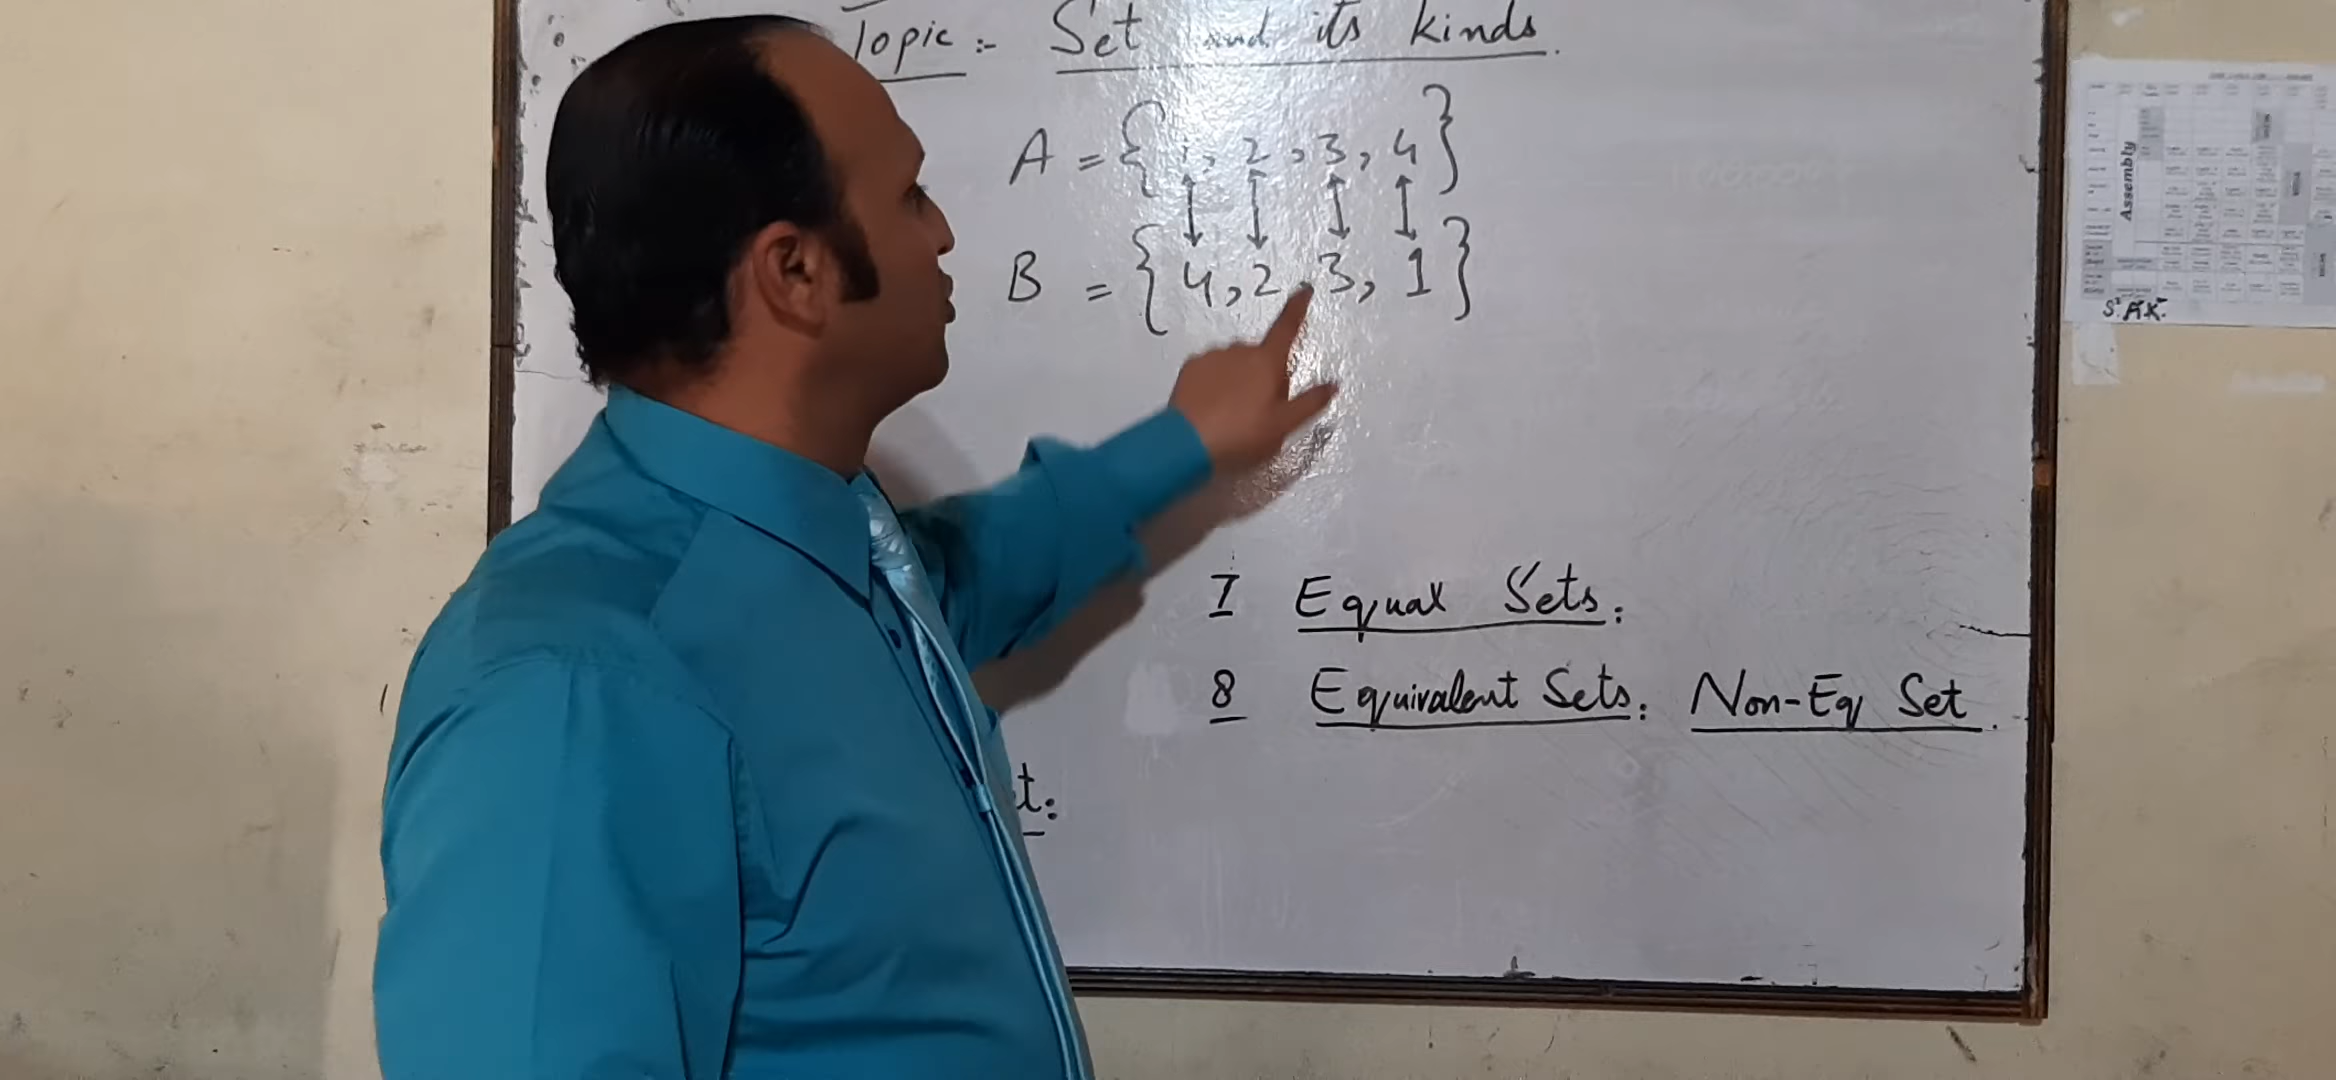 Topic :- Set and its kinds.
A = { 1, 2, 3, 4 }
B = { 4, 2, 3, 1 }
7 Equal Sets:
8 Equivalent Sets: Non-Eq Set.
t:
Assembly
S. A.K.